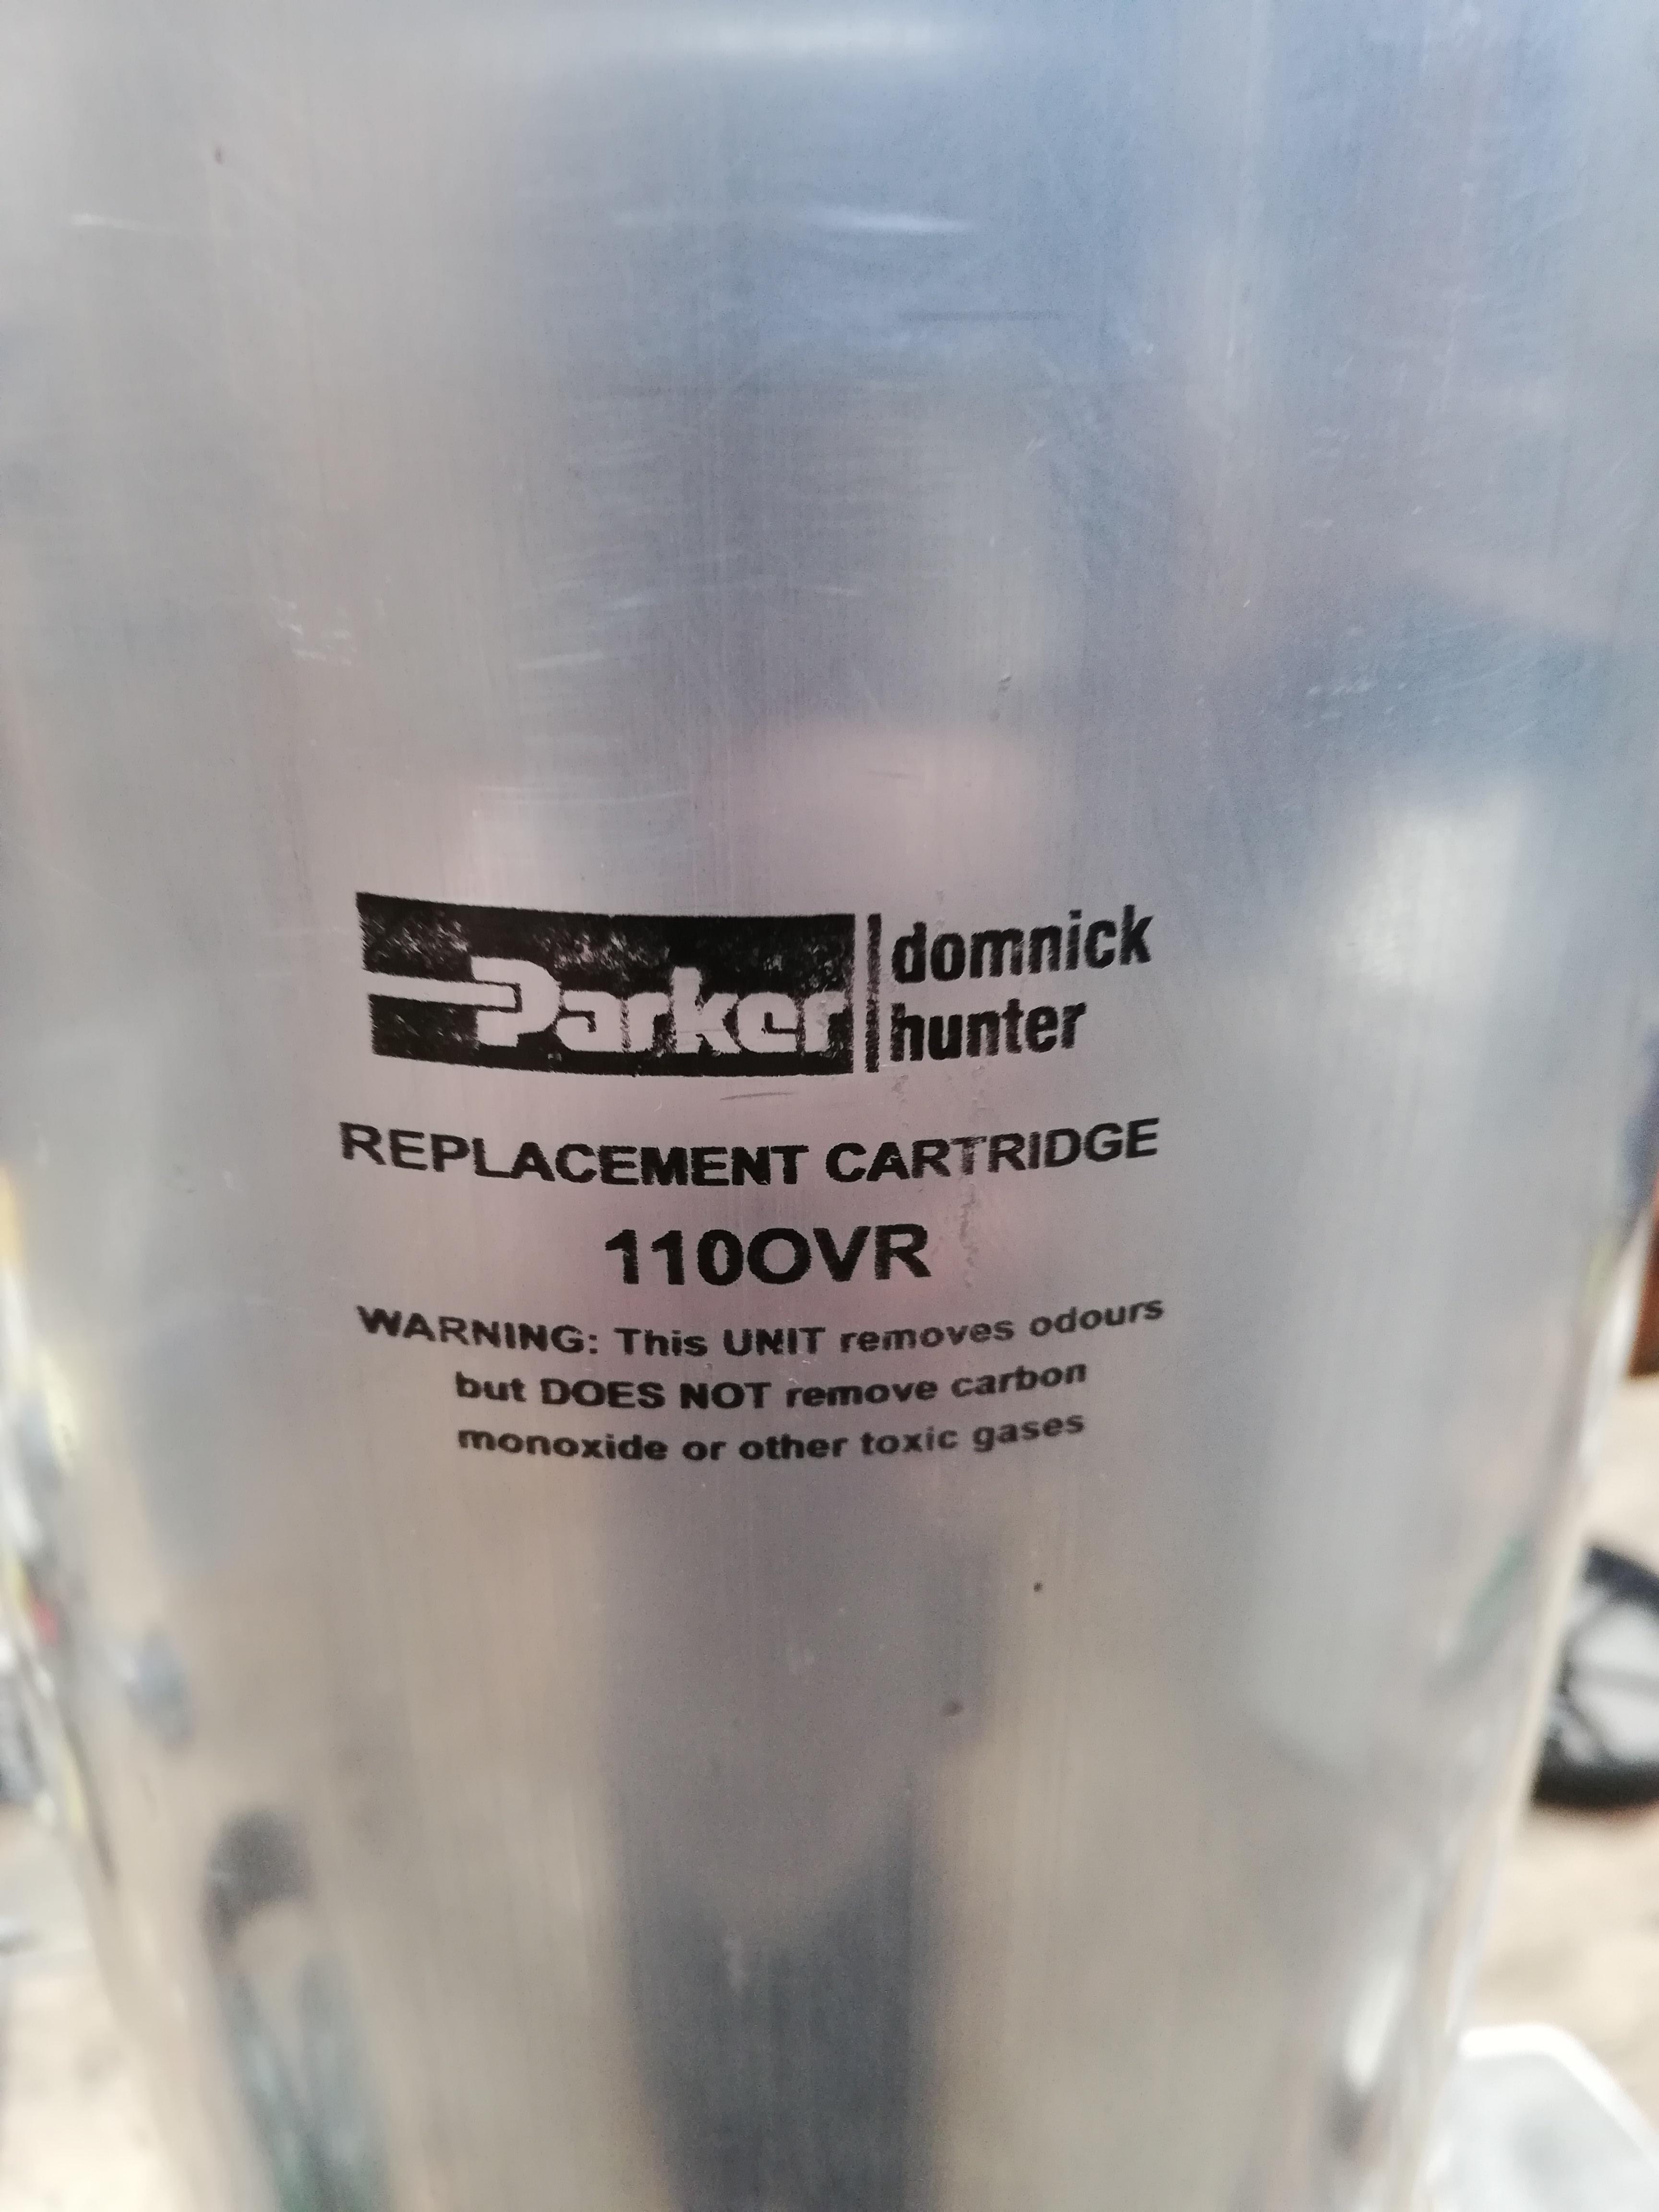 Parker domnick
hunter
REPLACEMENT CARTRIDGE
110OVR
WARNING: This UNIT removes odours
but DOES NOT remove carbon
monoxide or other toxic gases